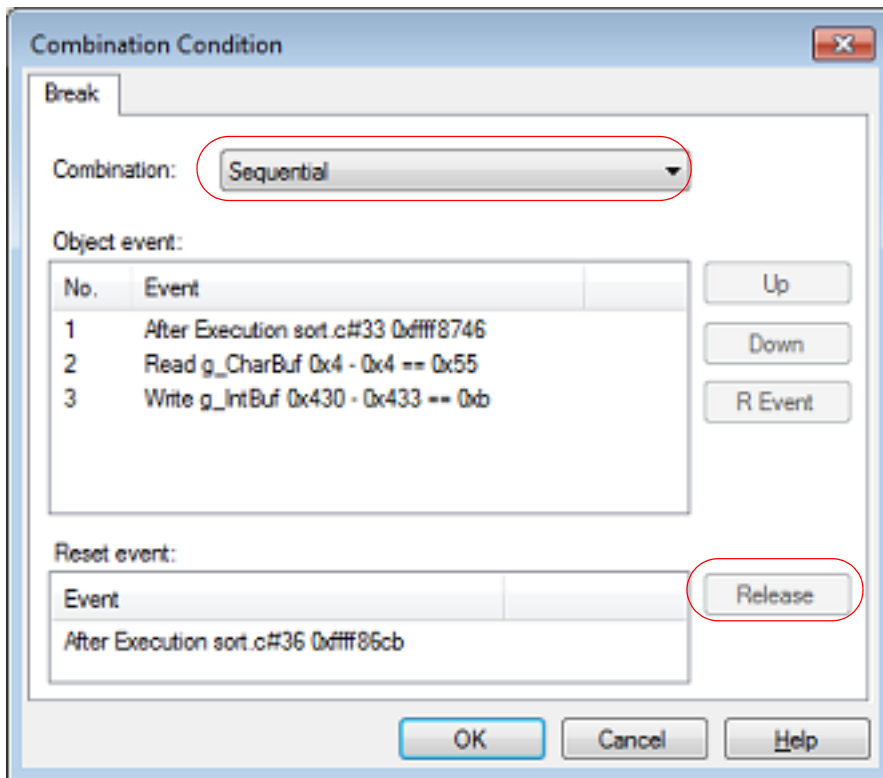 Combination Condition
Break
Combination: Sequential
Object event:
No. Event
1 After Execution sort.c#33 0xffff8746
2 Read g_CharBuf 0x4 - 0x4 == 0x55
3 Write g_IntBuf 0x430 - 0x433 == 0xb
Up
Down
R Event
Reset event:
Event
After Execution sort.c#36 0xffff86cb
Release
OK Cancel Help